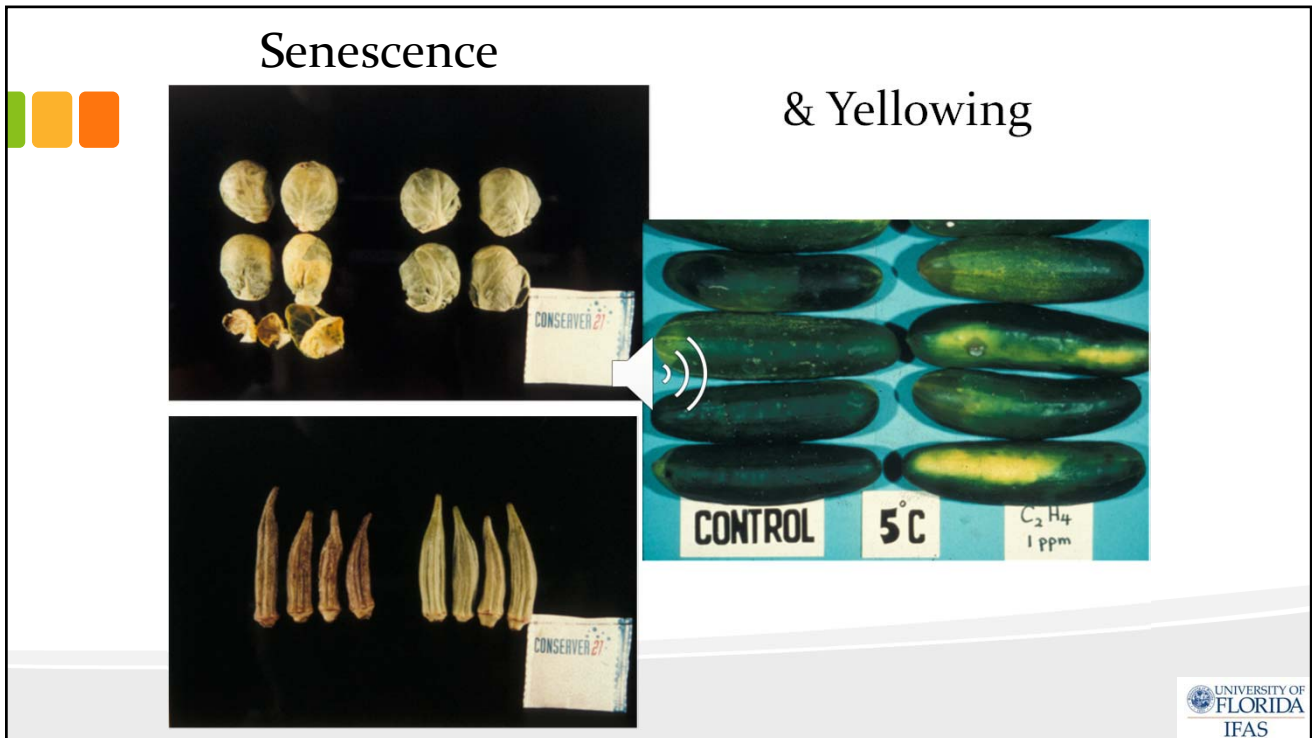 Senescence
& Yellowing
CONSERVER 21
CONTROL
5°C
C₂H₄
1 ppm
CONSERVER 21
UNIVERSITY OF
FLORIDA
IFAS